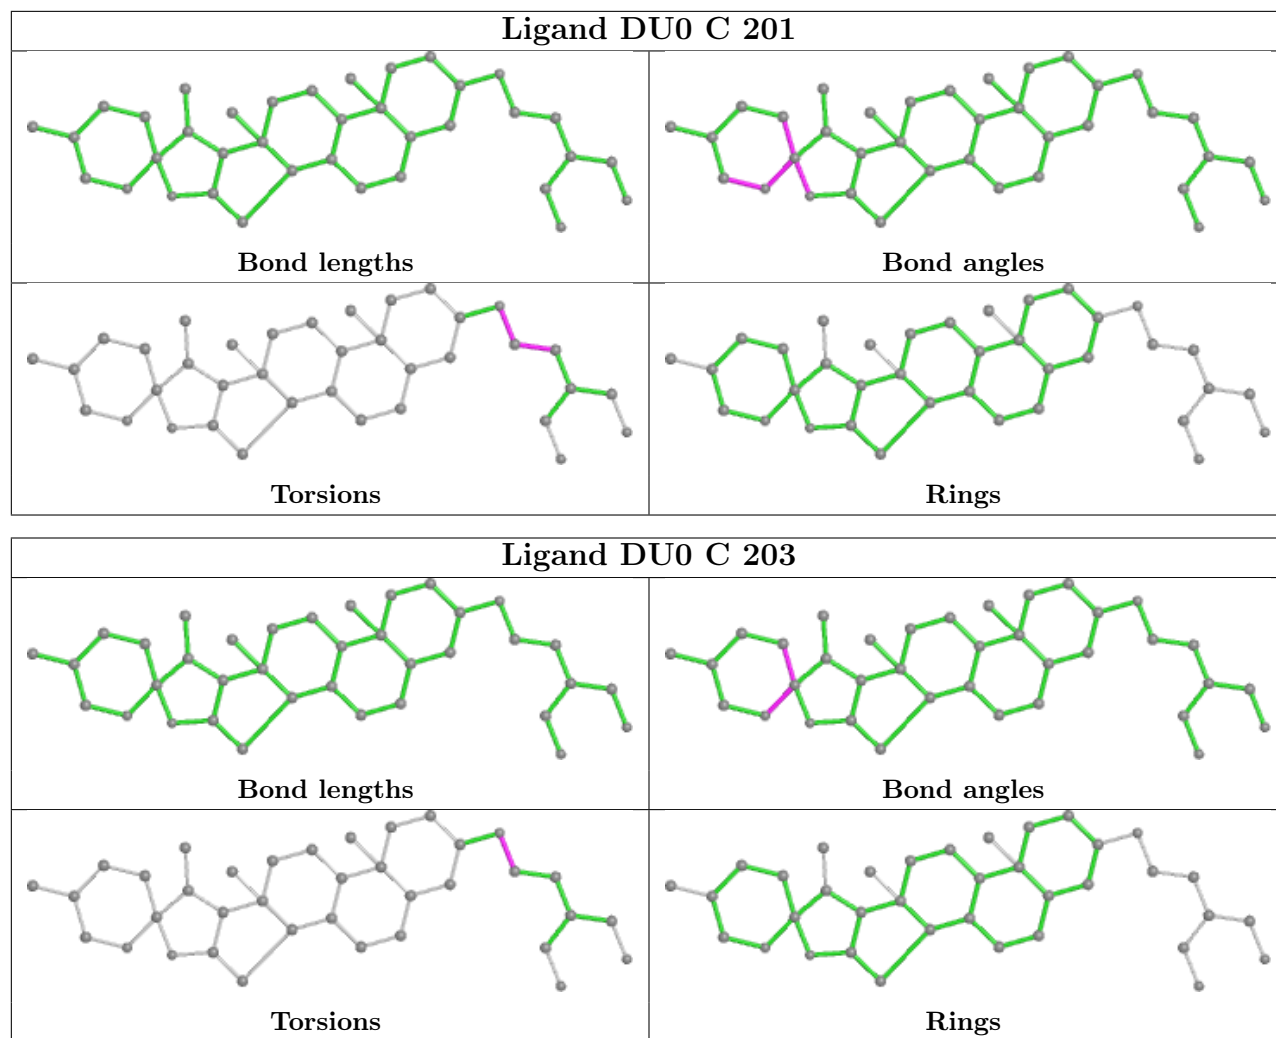 Ligand DU0 C 201
Bond lengths
Bond angles
Torsions
Rings
Ligand DU0 C 203
Bond lengths
Bond angles
Torsions
Rings